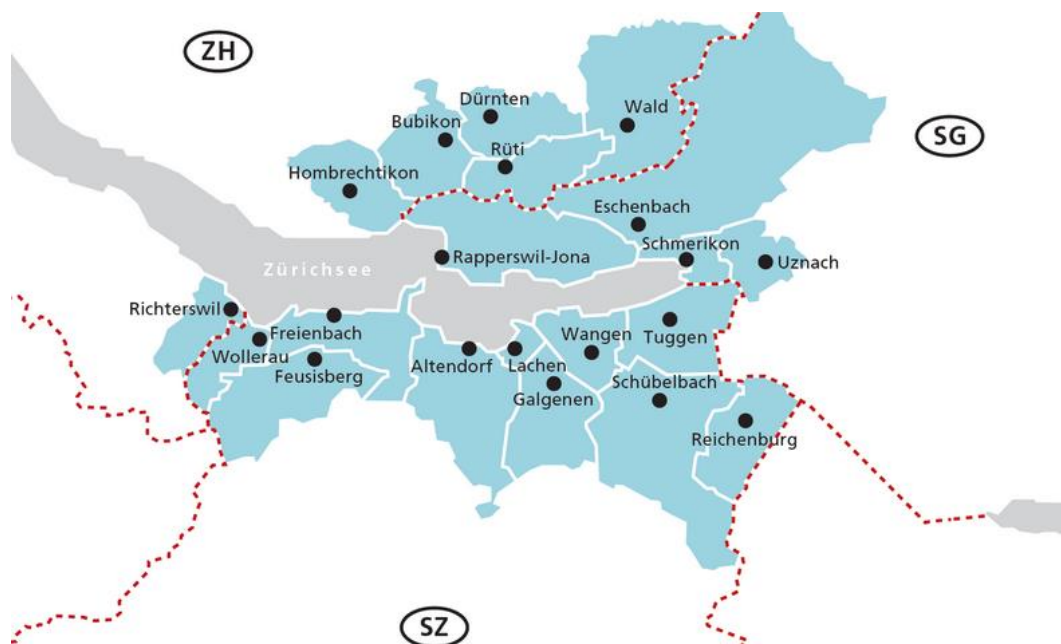 ZH
Dürnten
Wald
Bubikon
SG
Rüti
Hombrechtikon
Eschenbach
Schmerikon
Rapperswil-Jona
Uznach
Zürichsee
Richterswil
Freienbach
Wangen
Tuggen
Wollerau
Feusisberg
Altendorf
Lachen
Schübelbach
Galgenen
Reichenburg
SZ